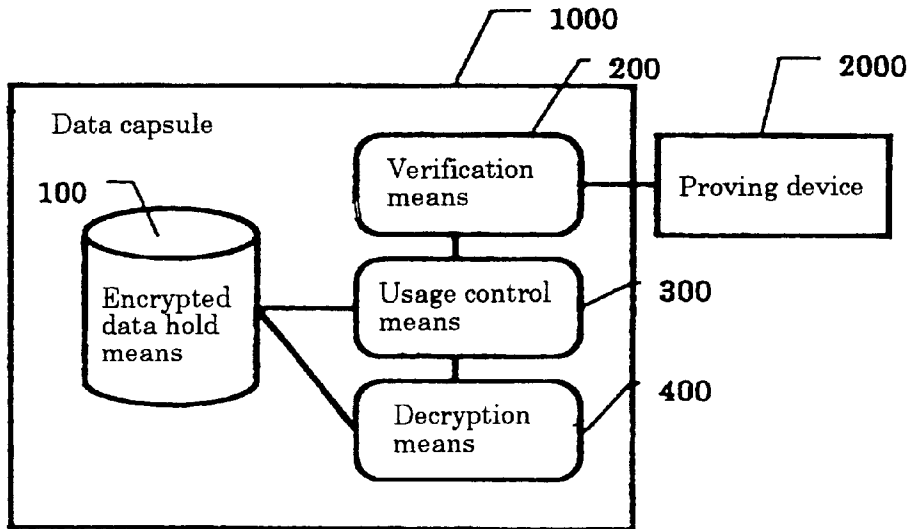 1000
200
2000
Data capsule
Verification
means
Proving device
100
Encrypted
data hold
means
Usage control
means
300
Decryption
means
400